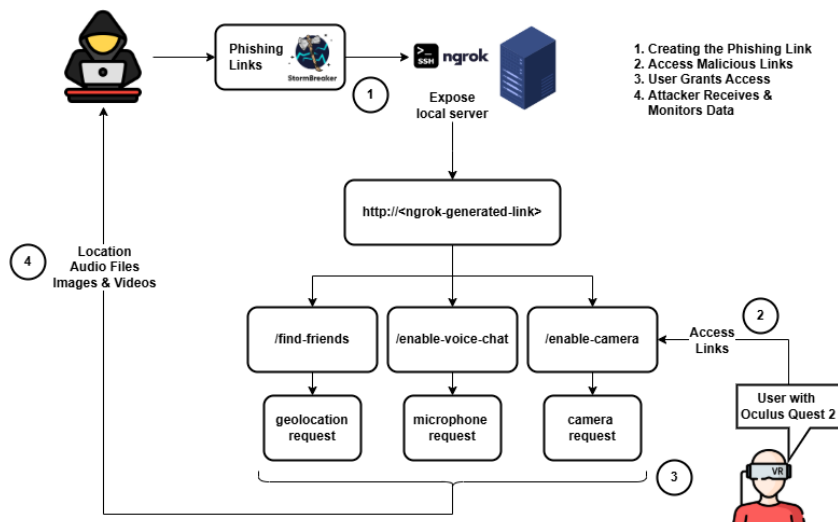 Phishing
Links
StormBreaker
1
>_
SSH
ngrok
Expose
local server
1. Creating the Phishing Link
2. Access Malicious Links
3. User Grants Access
4. Attacker Receives &
Monitors Data
http://<ngrok-generated-link>
4
Location
Audio Files
Images & Videos
/find-friends
/enable-voice-chat
/enable-camera
Access
Links
2
geolocation
request
microphone
request
camera
request
User with
Oculus Quest 2
3
VR